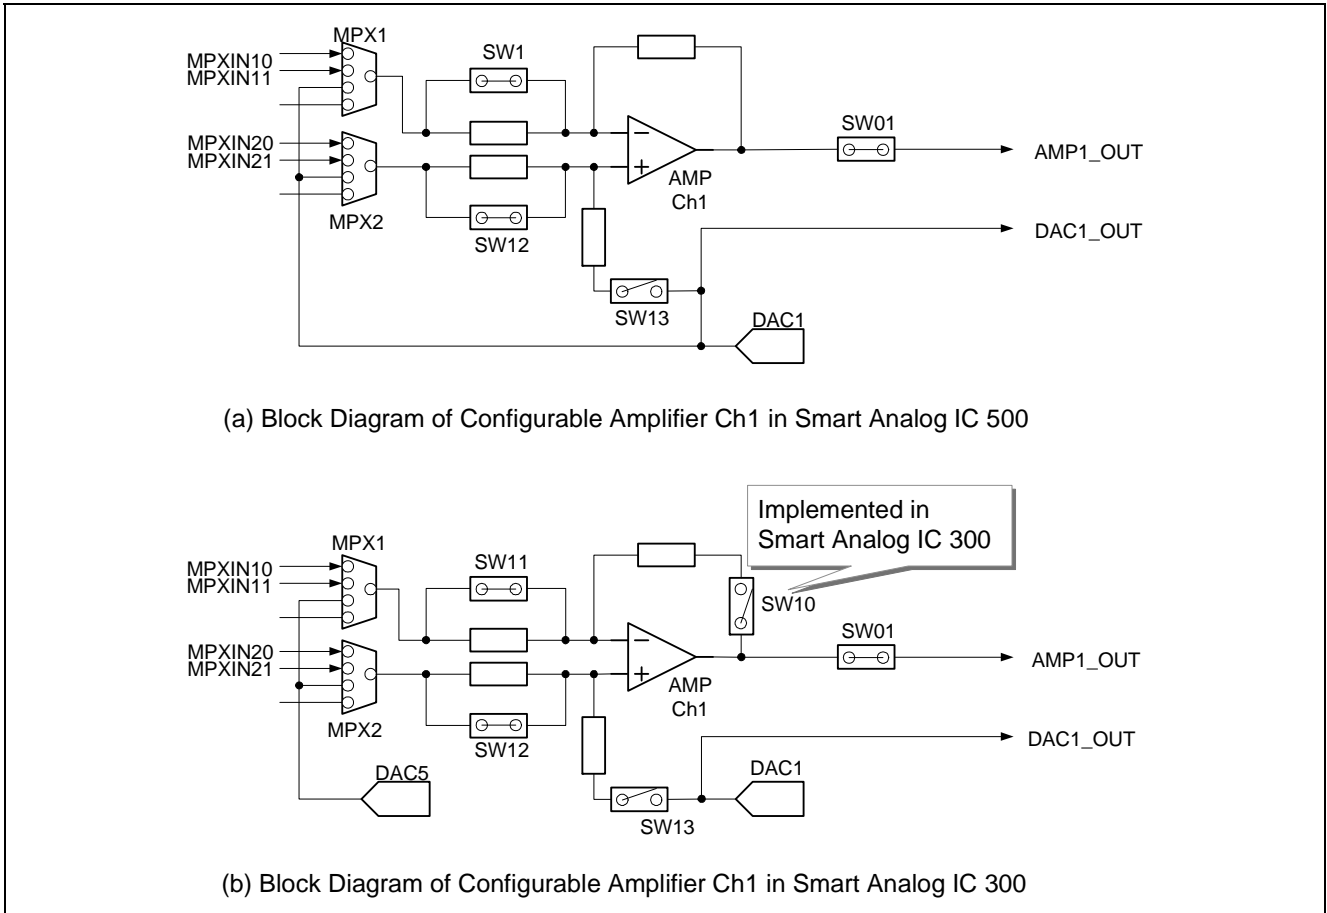 MPX1
MPXIN10
MPXIN11
SW1
SW01
MPXIN20
MPXIN21
AMP1_OUT
AMP
Ch1
MPX2
SW12
DAC1_OUT
SW13
DAC1
(a) Block Diagram of Configurable Amplifier Ch1 in Smart Analog IC 500
Implemented in
Smart Analog IC 300
MPX1
MPXIN10
MPXIN11
SW11
SW10
SW01
MPXIN20
MPXIN21
AMP1_OUT
AMP
Ch1
MPX2
SW12
DAC1_OUT
DAC5
DAC1
SW13
(b) Block Diagram of Configurable Amplifier Ch1 in Smart Analog IC 300